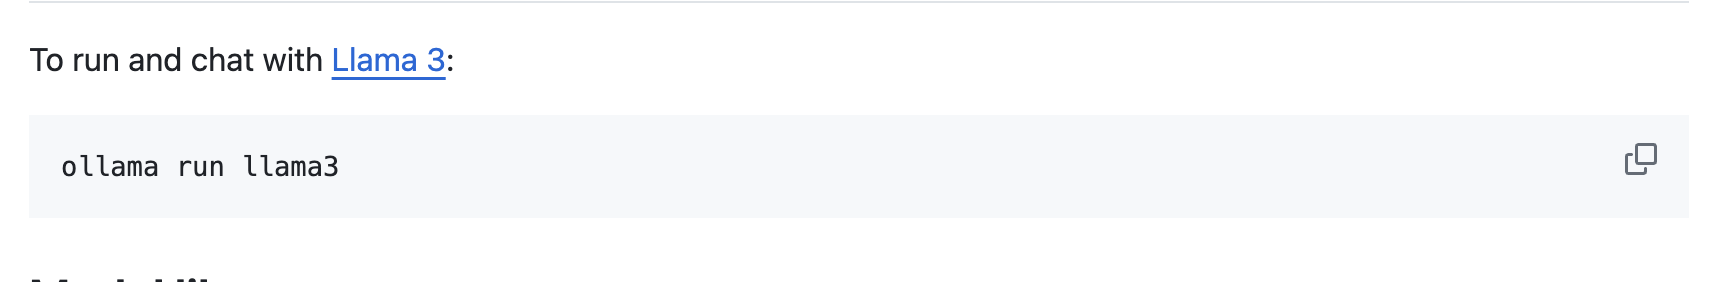 To run and chat with Llama 3:
ollama run llama3